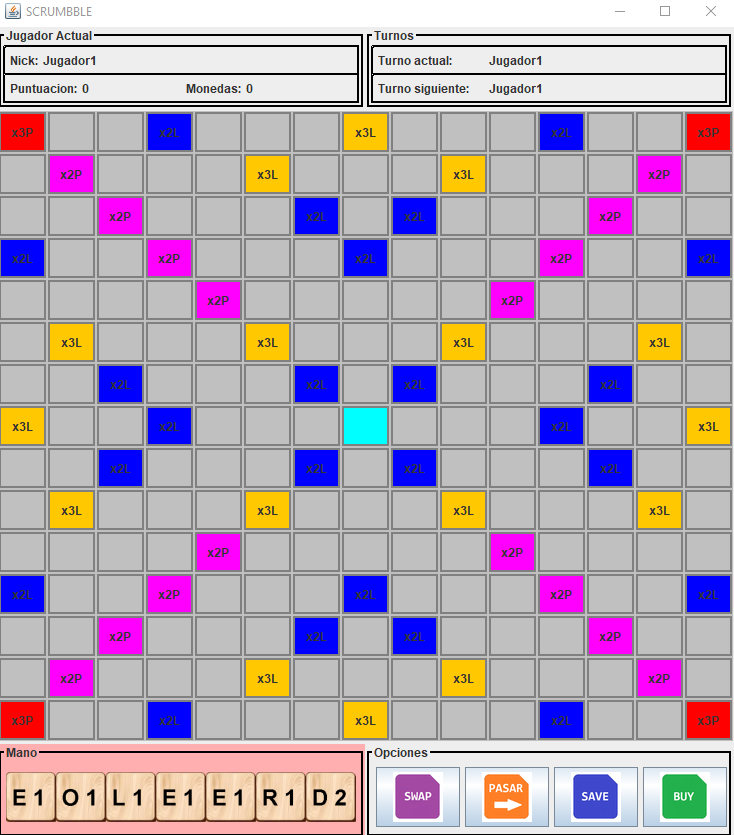 SCRUMBBLE
Jugador Actual
Nick: Jugador1
Puntuacion: 0 Monedas: 0
Turnos
Turno actual: Jugador1
Turno siguiente: Jugador1
x3P x2L x3L x2L x3P
x2P x3L x3L x2P
x2P x2L x2L x2P
x2L x2P x2L x2P x2L
x2P x2P
x3L x3L x3L x3L
x2L x2L x2L x2L
x3L x2L x2L x3L
x2L x2L x2L x2L
x3L x3L x3L x3L
x2P x2P
x2L x2P x2L x2P x2L
x2P x2L x2L x2P
x2P x3L x3L x2P
x3P x2L x3L x2L x3P
Mano
E1 O1 L1 E1 E1 R1 D2
Opciones
SWAP PASAR SAVE BUY